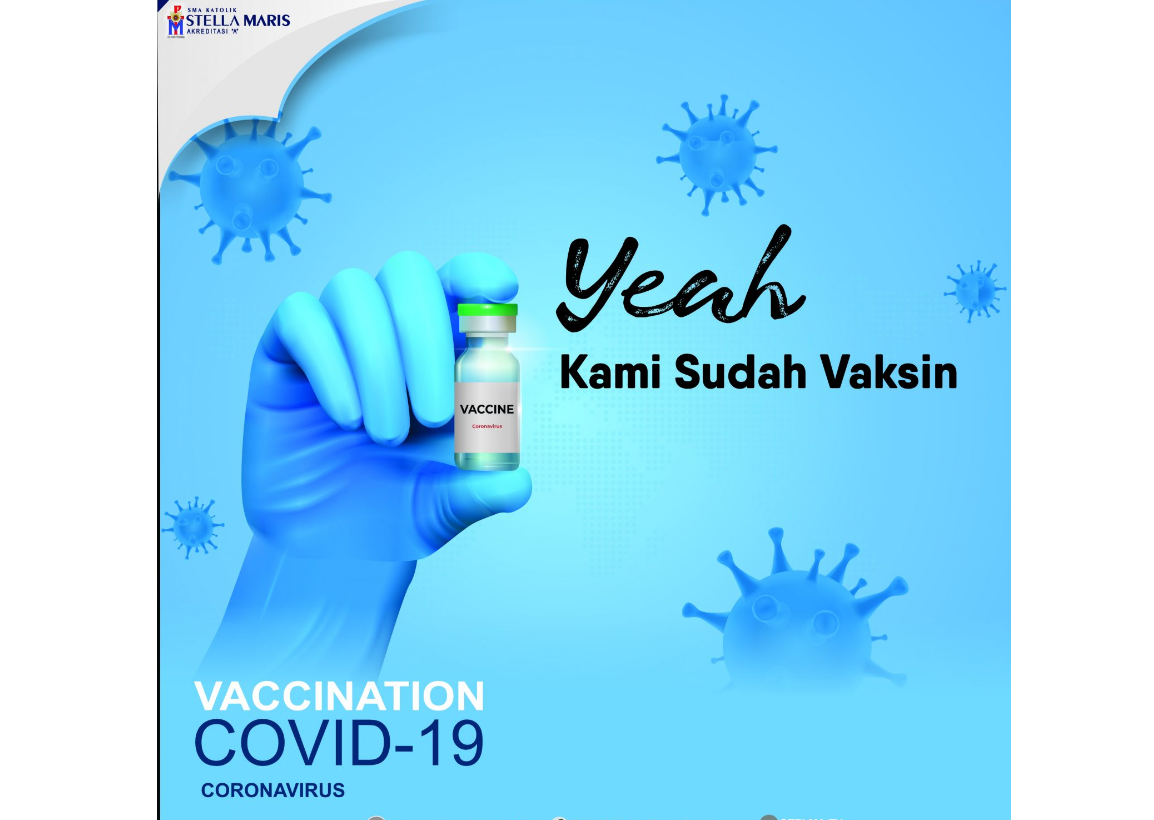 SMA KATOLIK
STELLA MARIS
AKREDITASI "A"
Yeah
Kami Sudah Vaksin
VACCINE
Coronavirus
VACCINATION
COVID-19
CORONAVIRUS